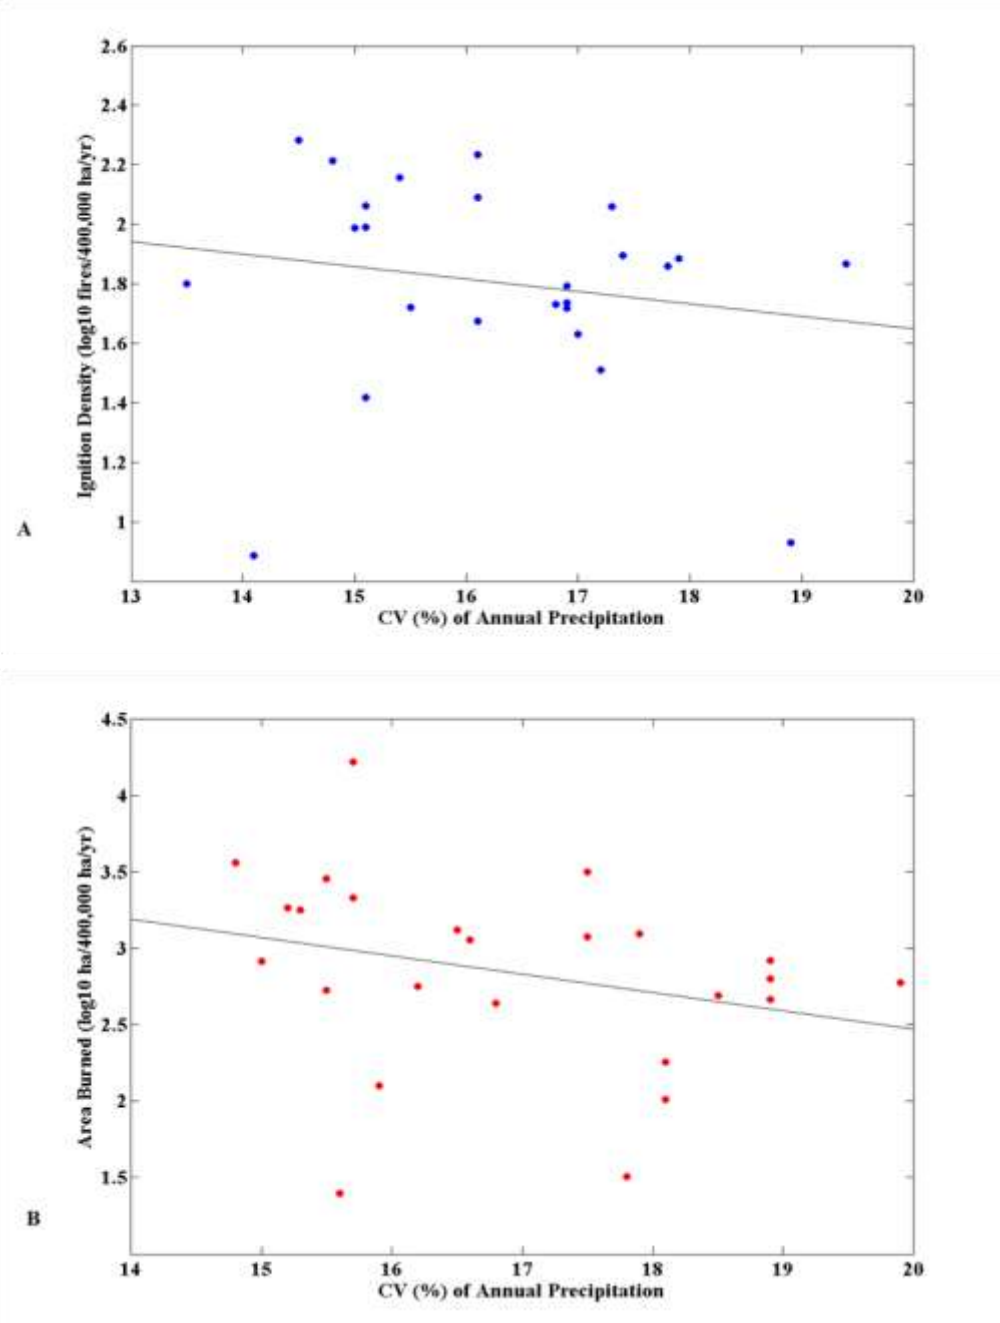 2.6
2.4
2.2
2
1.8
1.6
1.4
1.2
1
Ignition Density (log10 fires/400,000 ha/yr)
A
13 14 15 16 17 18 19 20
CV (%) of Annual Precipitation
4.5
4
3.5
3
2.5
2
1.5
Area Burned (log10 ha/400,000 ha/yr)
B
14 15 16 17 18 19 20
CV (%) of Annual Precipitation